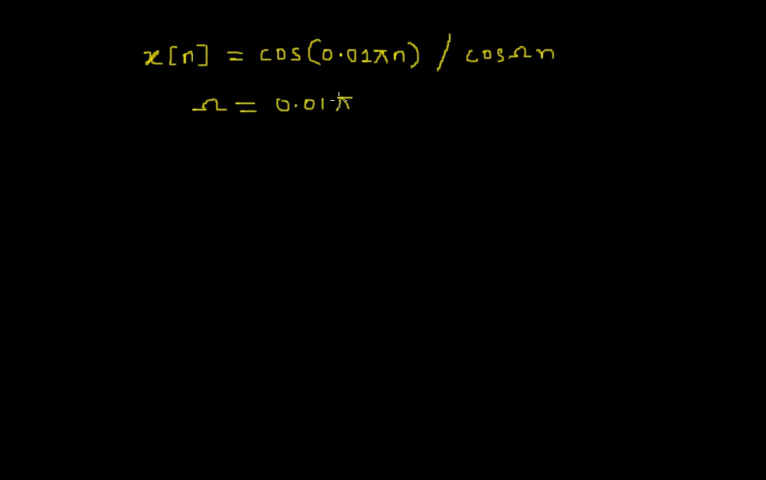 x[n] = cos(0.01πn) / cosΩn
Ω = 0.01π